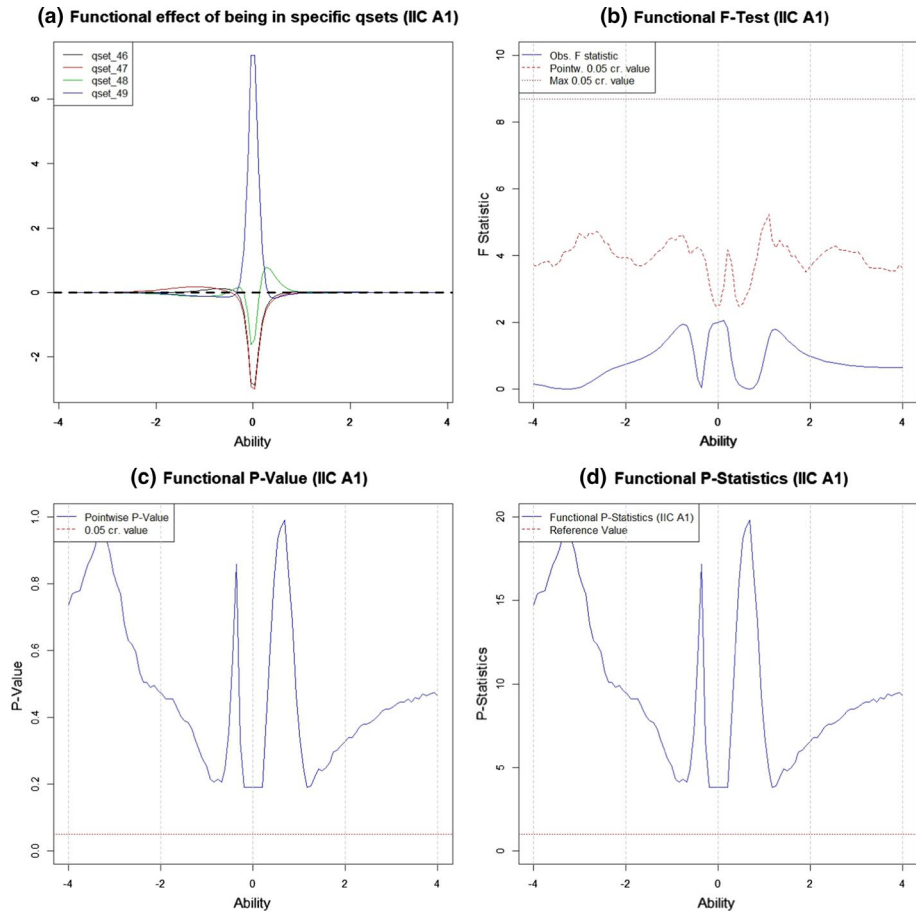 (a) Functional effect of being in specific qsets (IIC A1)
qset_46
qset_47
qset_48
qset_49
6
4
2
0
-2
-4 -2 0 2 4
Ability
(b) Functional F-Test (IIC A1)
Obs. F statistic
Pointw. 0.05 cr. value
Max 0.05 cr. value
F Statistic
10
8
6
4
2
0
-4 -2 0 2 4
Ability
(c) Functional P-Value (IIC A1)
Pointwise P-Value
0.05 cr. value
P-Value
1.0
0.8
0.6
0.4
0.2
0.0
-4 -2 0 2 4
Ability
(d) Functional P-Statistics (IIC A1)
Functional P-Statistics (IIC A1)
Reference Value
P-Statistics
20
15
10
5
0
-4 -2 0 2 4
Ability